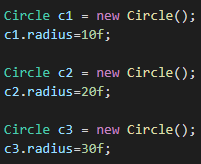 Circle c1 = new Circle();
c1.radius=10f;
Circle c2 = new Circle();
c2.radius=20f;
Circle c3 = new Circle();
c3.radius=30f;